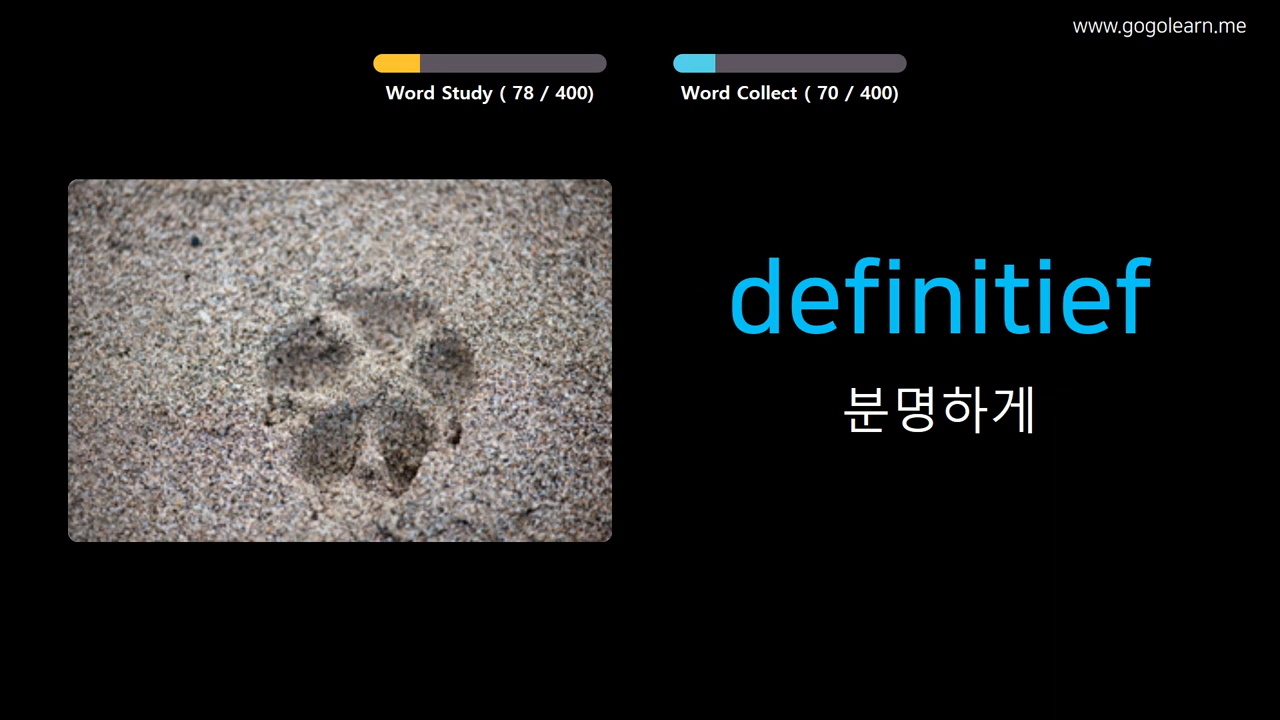 www.gogolearn.me
Word Study ( 78 / 400)
Word Collect ( 70 / 400)
definitief
분명하게